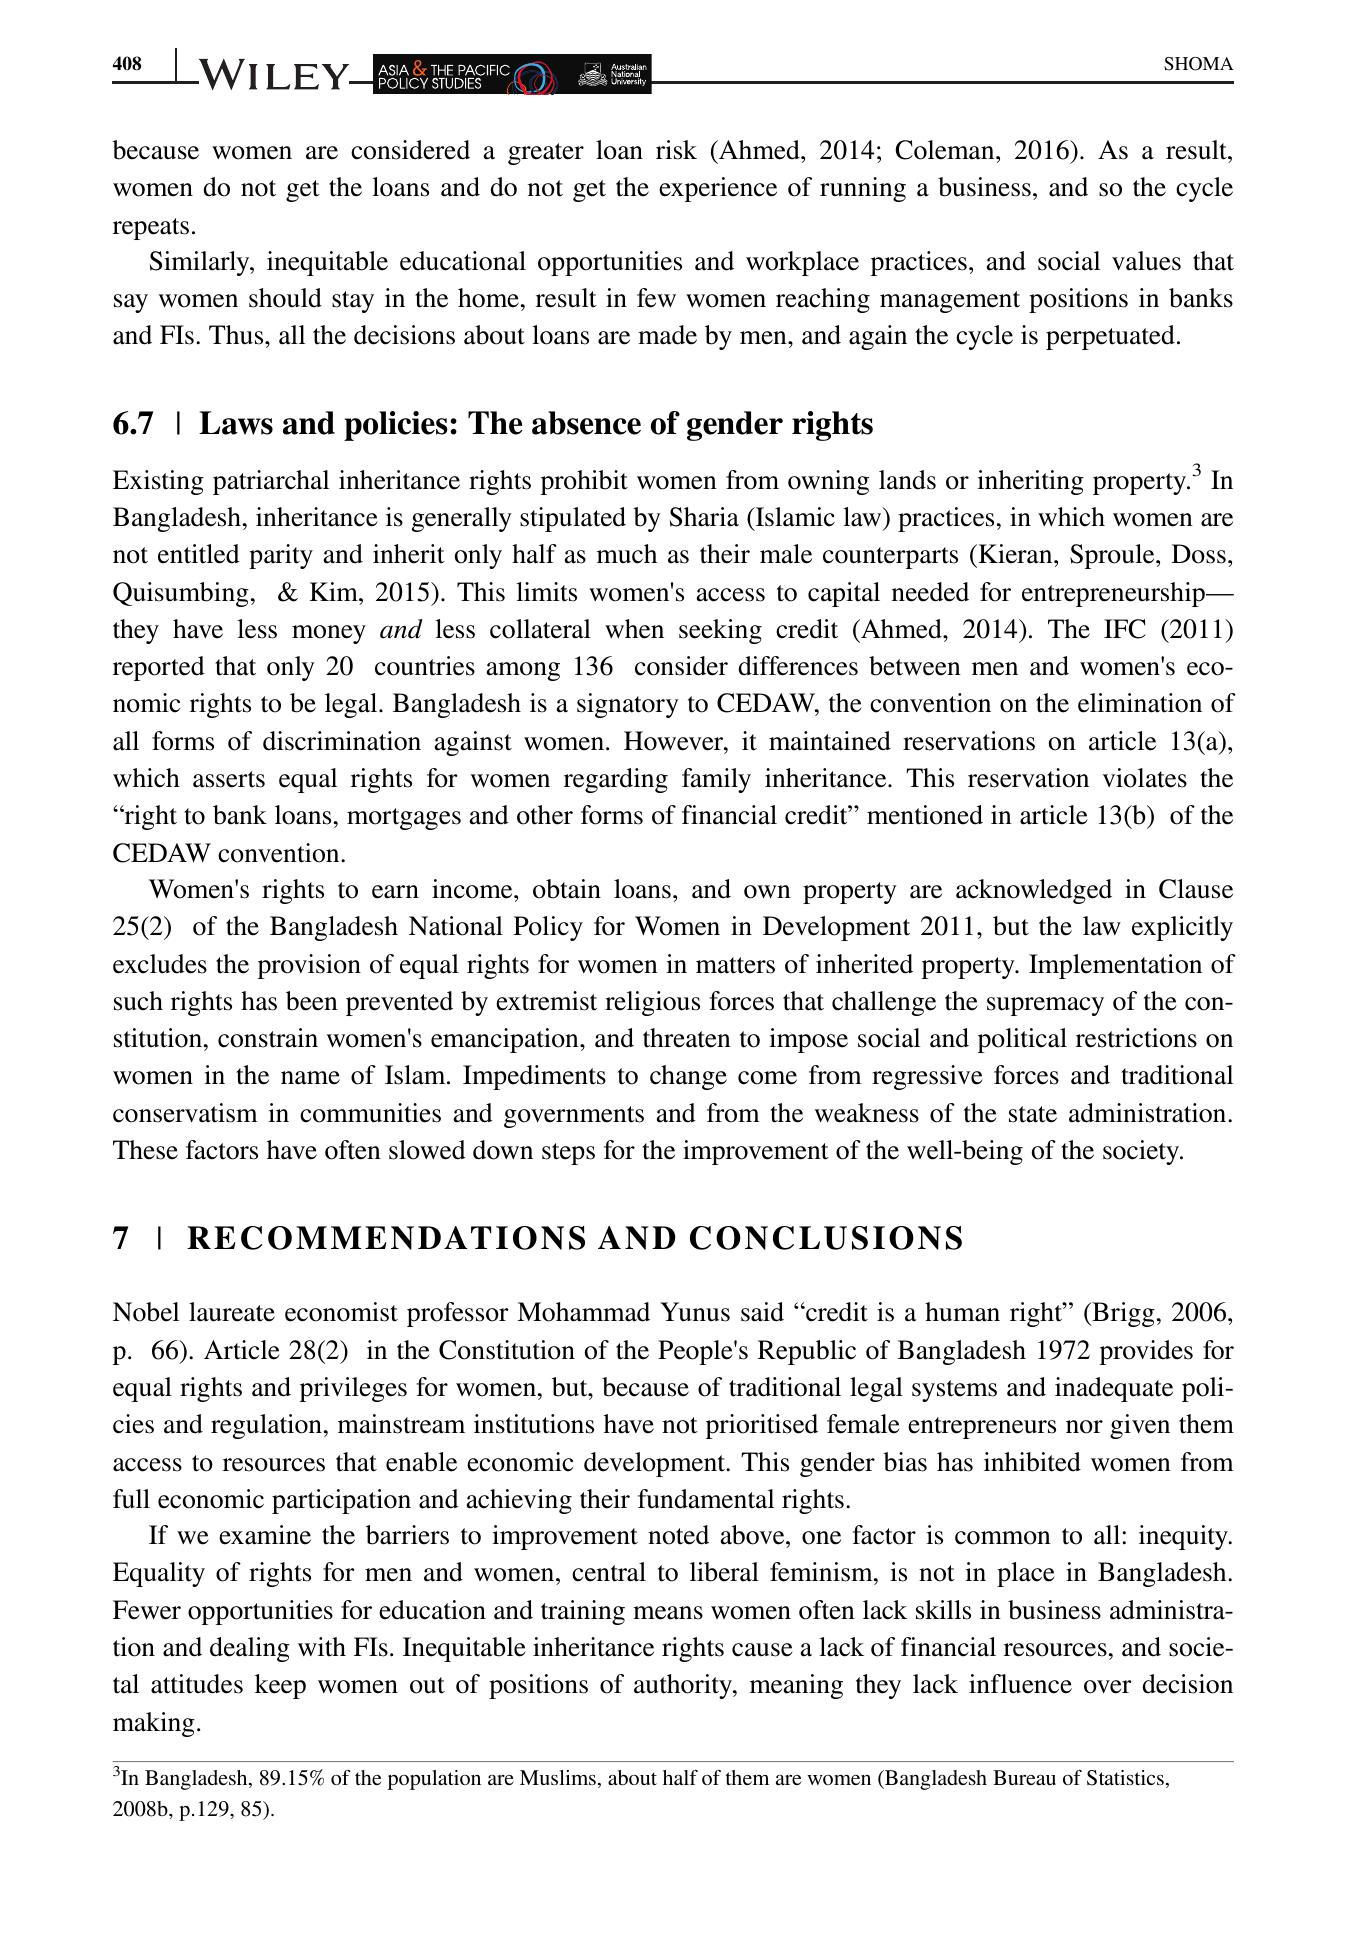 408
WILEY
ASIA & THE PACIFIC
POLICY STUDIES
Australian
National
University
SHOMA
because women are considered a greater loan risk (Ahmed, 2014; Coleman, 2016). As a result,
women do not get the loans and do not get the experience of running a business, and so the cycle
repeats.
Similarly, inequitable educational opportunities and workplace practices, and social values that
say women should stay in the home, result in few women reaching management positions in banks
and FIs. Thus, all the decisions about loans are made by men, and again the cycle is perpetuated.
6.7 | Laws and policies: The absence of gender rights
Existing patriarchal inheritance rights prohibit women from owning lands or inheriting property.3 In
Bangladesh, inheritance is generally stipulated by Sharia (Islamic law) practices, in which women are
not entitled parity and inherit only half as much as their male counterparts (Kieran, Sproule, Doss,
Quisumbing, & Kim, 2015). This limits women's access to capital needed for entrepreneurship—
they have less money and less collateral when seeking credit (Ahmed, 2014). The IFC (2011)
reported that only 20 countries among 136 consider differences between men and women's eco-
nomic rights to be legal. Bangladesh is a signatory to CEDAW, the convention on the elimination of
all forms of discrimination against women. However, it maintained reservations on article 13(a),
which asserts equal rights for women regarding family inheritance. This reservation violates the
“right to bank loans, mortgages and other forms of financial credit” mentioned in article 13(b) of the
CEDAW convention.
Women's rights to earn income, obtain loans, and own property are acknowledged in Clause
25(2) of the Bangladesh National Policy for Women in Development 2011, but the law explicitly
excludes the provision of equal rights for women in matters of inherited property. Implementation of
such rights has been prevented by extremist religious forces that challenge the supremacy of the con-
stitution, constrain women's emancipation, and threaten to impose social and political restrictions on
women in the name of Islam. Impediments to change come from regressive forces and traditional
conservatism in communities and governments and from the weakness of the state administration.
These factors have often slowed down steps for the improvement of the well-being of the society.
7 | RECOMMENDATIONS AND CONCLUSIONS
Nobel laureate economist professor Mohammad Yunus said “credit is a human right” (Brigg, 2006,
p. 66). Article 28(2) in the Constitution of the People's Republic of Bangladesh 1972 provides for
equal rights and privileges for women, but, because of traditional legal systems and inadequate poli-
cies and regulation, mainstream institutions have not prioritised female entrepreneurs nor given them
access to resources that enable economic development. This gender bias has inhibited women from
full economic participation and achieving their fundamental rights.
If we examine the barriers to improvement noted above, one factor is common to all: inequity.
Equality of rights for men and women, central to liberal feminism, is not in place in Bangladesh.
Fewer opportunities for education and training means women often lack skills in business administra-
tion and dealing with FIs. Inequitable inheritance rights cause a lack of financial resources, and socie-
tal attitudes keep women out of positions of authority, meaning they lack influence over decision
making.
3In Bangladesh, 89.15% of the population are Muslims, about half of them are women (Bangladesh Bureau of Statistics,
2008b, p.129, 85).